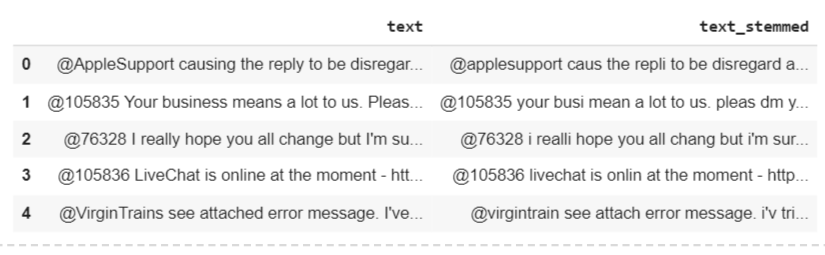 text text_stemmed
0 @AppleSupport causing the reply to be disregar... @applesupport caus the repli to be disregard a...
1 @105835 Your business means a lot to us. Pleas... @105835 your busi mean a lot to us. pleas dm y...
2 @76328 I really hope you all change but I'm su... @76328 i realli hope you all chang but i'm sur...
3 @105836 LiveChat is online at the moment - htt... @105836 livechat is onlin at the moment - http...
4 @VirginTrains see attached error message. I've... @virgintrain see attach error message. i'v tri...